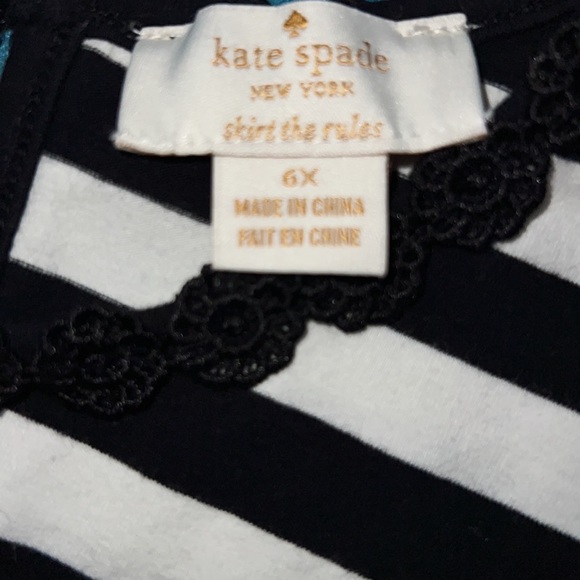 kate spade
NEW YORK
skirt the rules
6X
MADE IN CHINA
FAIT EN CHINE